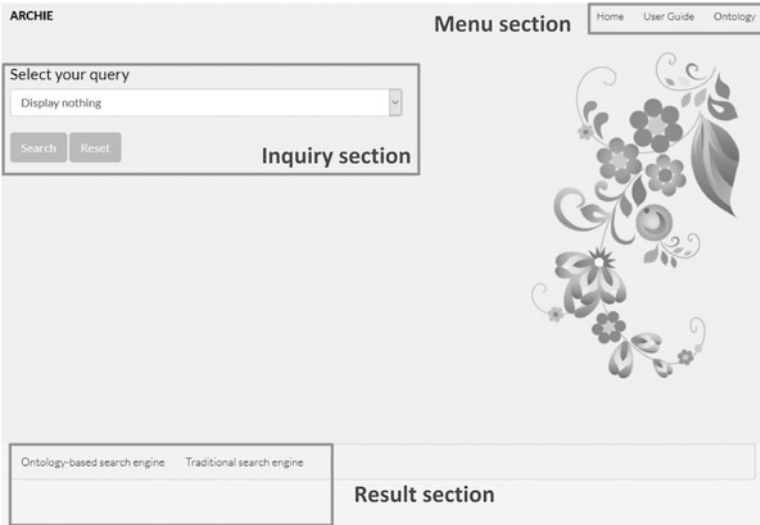 ARCHIE
Menu section
Home User Guide Ontology
Select your query
Display nothing
Search Reset
Inquiry section
Ontology-based search engine Traditional search engine
Result section